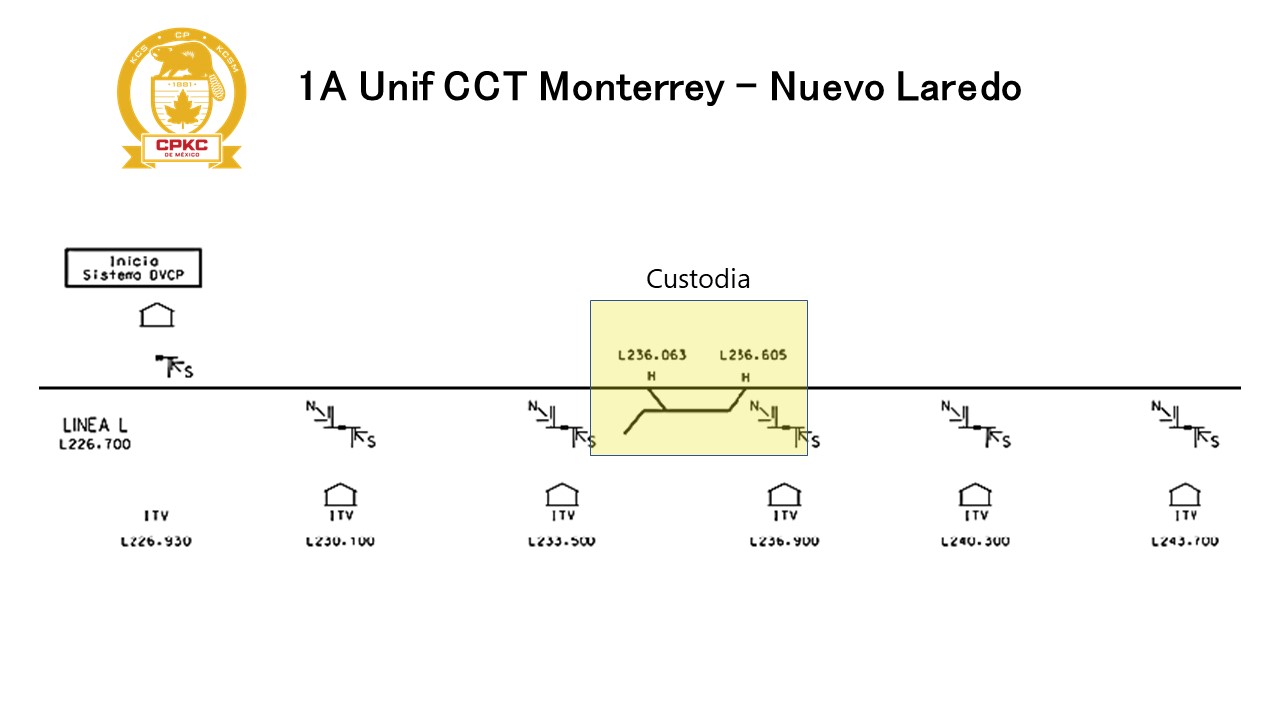 KCS • CP • KCSM
1881
CPKC
DE MÉXICO
1A Unif CCT Monterrey - Nuevo Laredo
Inicio
Sistema DVCP
Custodia
L236.063 L236.605
H H
S
N S N S N S N S N S
LINEA L
L226.700
ITV ITV ITV ITV ITV ITV
L226.930 L230.100 L233.500 L236.900 L240.300 L243.700